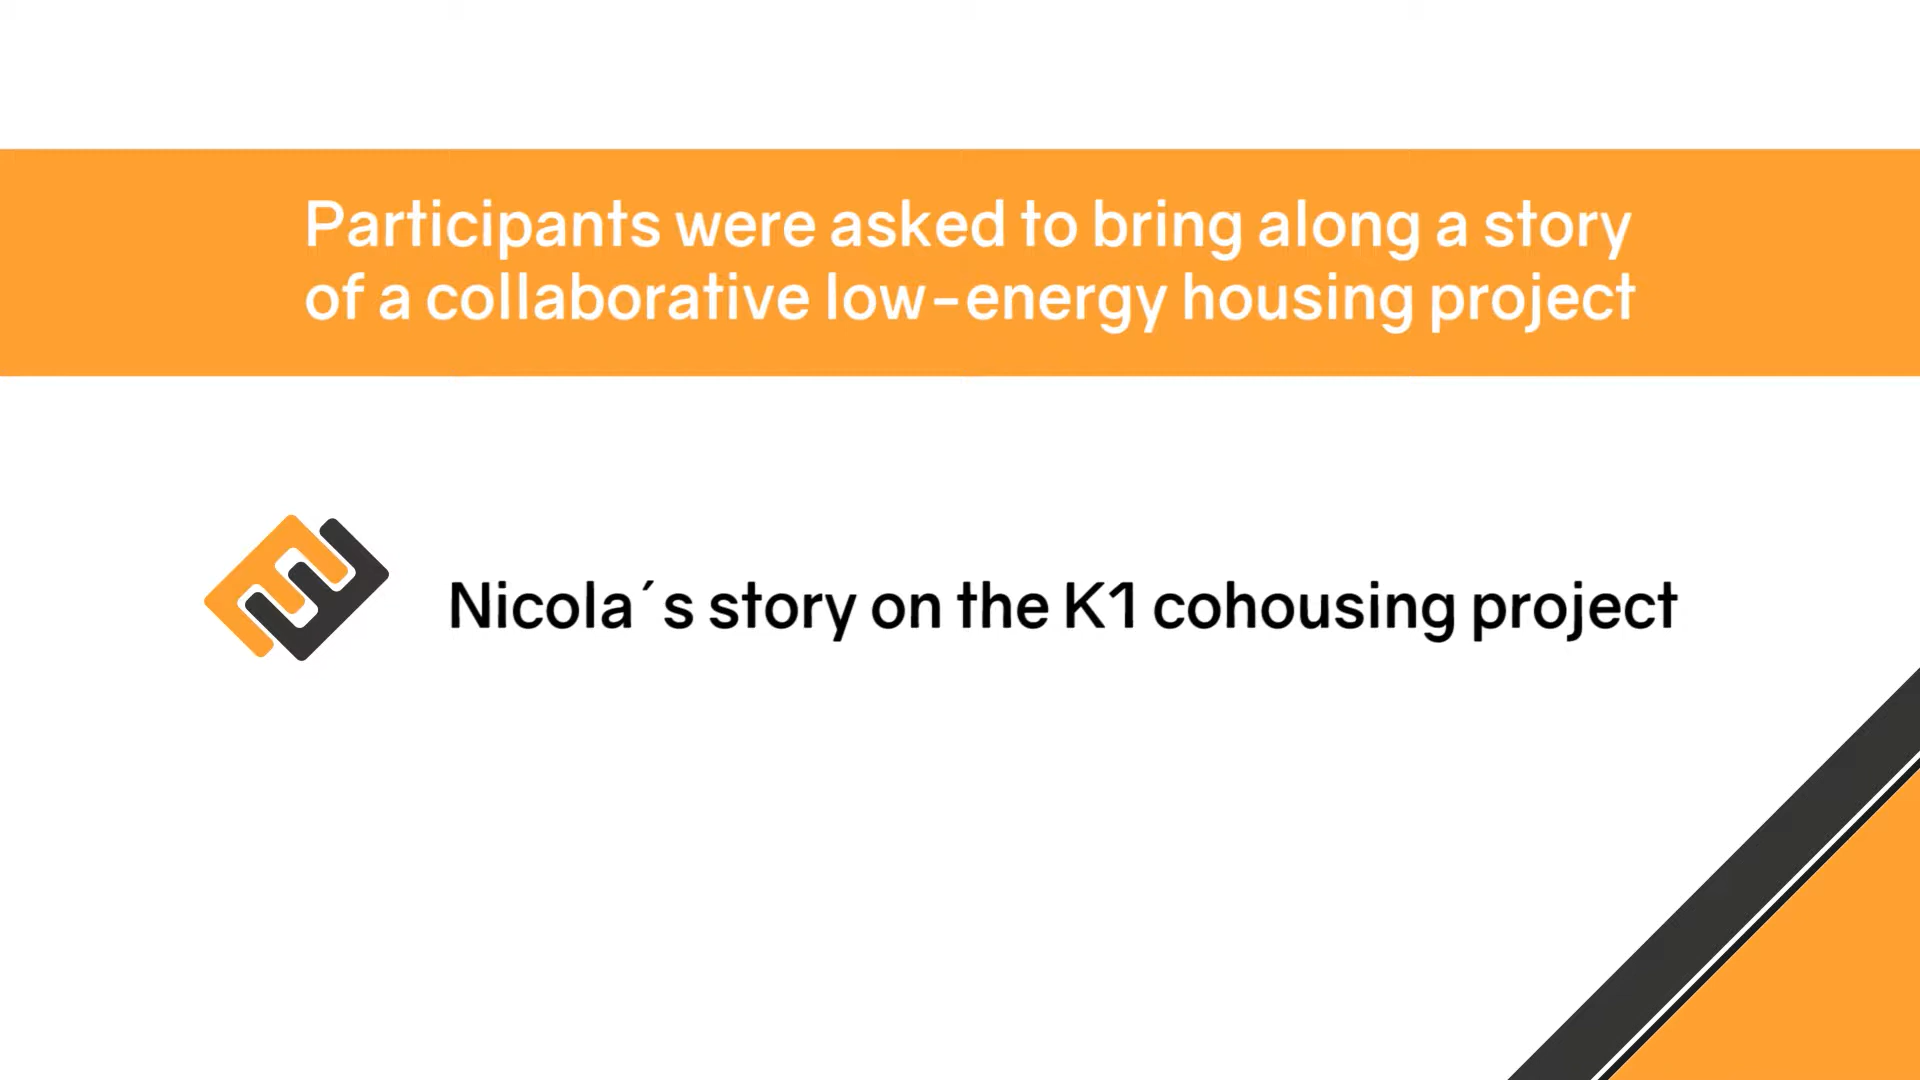 Participants were asked to bring along a story
of a collaborative low-energy housing project
Nicola´s story on the K1 cohousing project